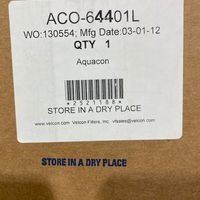 ACO-64401L
WO:130554; Mfg Date:03-01-12
QTY 1
Aquacon
STORE IN A DRY PLACE
*2521188*
www.velcon.com Velcon Filters, Inc. vfsales@velcon.com
STORE IN A DRY PLACE